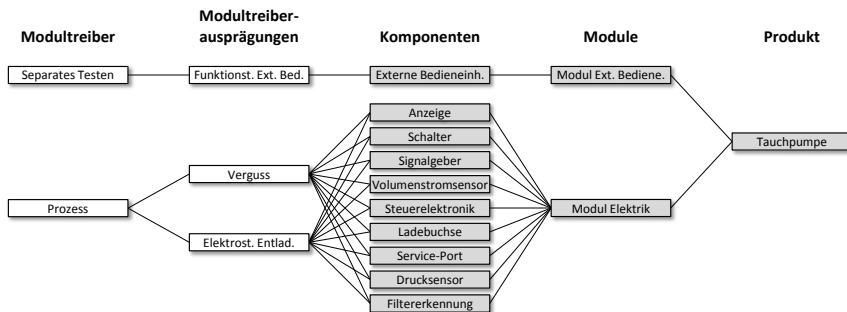 Modultreiber
Modultreiber-
ausprägungen
Komponenten
Module
Produkt
Separates Testen
Funktionst. Ext. Bed.
Externe Bedieneinh.
Modul Ext. Bediene.
Anzeige
Schalter
Tauchpumpe
Signalgeber
Verguss
Volumenstromsensor
Prozess
Steuerelektronik
Modul Elektrik
Ladebuchse
Elektrost. Entlad.
Service-Port
Drucksensor
Filtererkennung